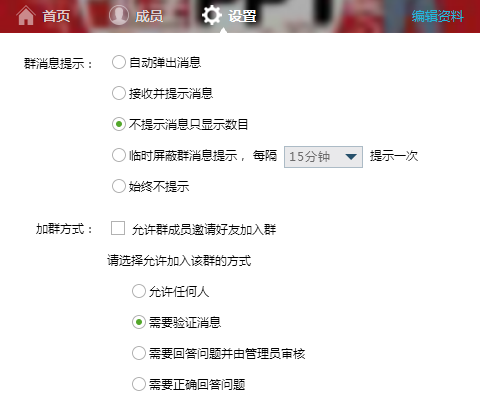 首页 成员 设置 编辑资料
群消息提示： 自动弹出消息
接收并提示消息
不提示消息只显示数目
临时屏蔽群消息提示， 每隔 15分钟 提示一次
始终不提示
加群方式： 允许群成员邀请好友加入群
请选择允许加入该群的方式
允许任何人
需要验证消息
需要回答问题并由管理员审核
需要正确回答问题